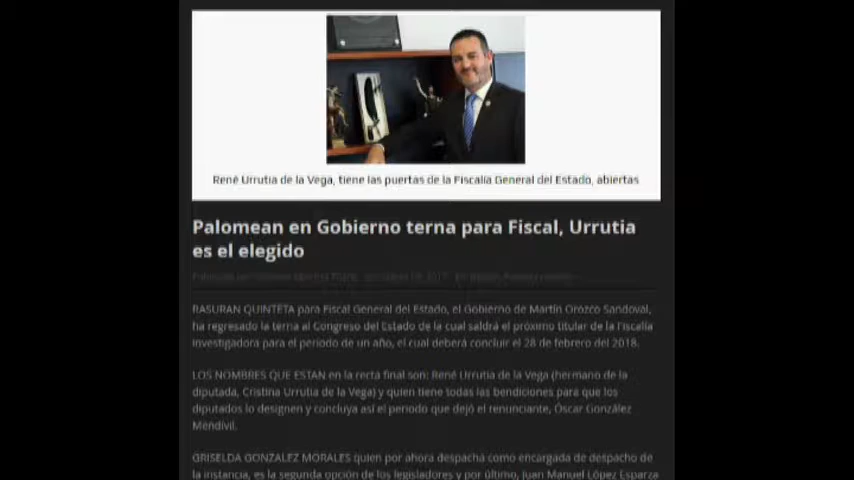 René Urrutia de la Vega, tiene las puertas de la Fiscalía General del Estado, abiertas
Palomean en Gobierno terna para Fiscal, Urrutia
es el elegido
RASURAN QUINTETA para Fiscal General del Estado, el Gobierno de Martín Orozco Sandoval,
ha regresado la terna al Congreso del Estado de la cual saldrá el próximo titular de la Fiscalía
Investigadora para el periodo de un año, el cual deberá concluir el 28 de febrero del 2018.
LOS NOMBRES QUE ESTAN en la recta final son: René Urrutia de la Vega (hermano de la
diputada, Cristina Urrutia de la Vega) y quien tiene todas las bendiciones para que los
diputados lo designen y concluya así el periodo que dejó el renunciante, Óscar González
Mendívil.
GRISELDA GONZALEZ MORALES quien por ahora despacha como encargada de despacho de
la instancia, es la segunda opción de los legisladores y por último, Juan Manuel López Esparza